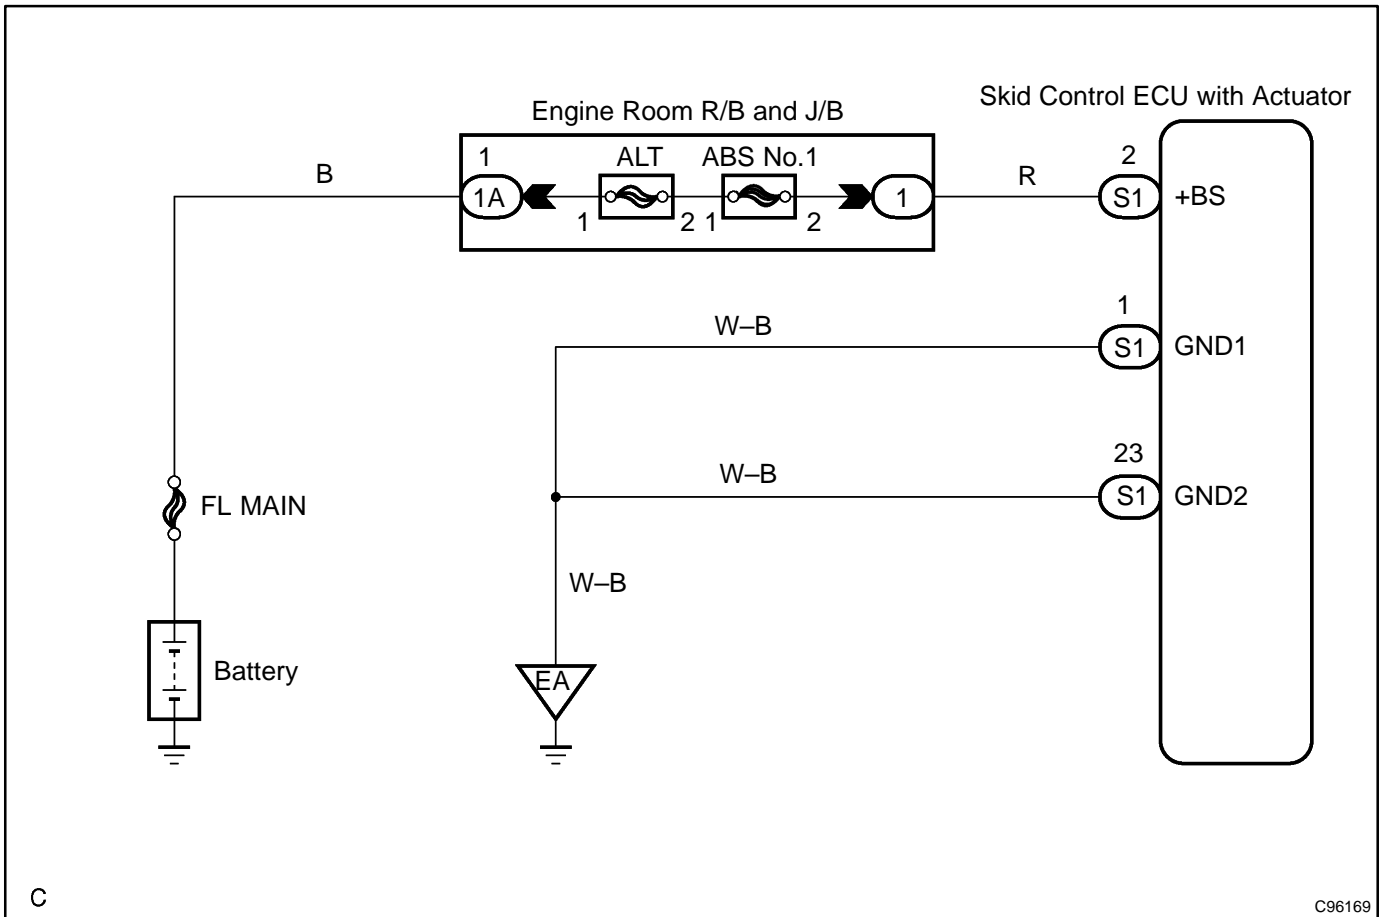 Skid Control ECU with Actuator
Engine Room R/B and J/B
1
ALT
ABS No.1
2
B
1A
1
R
S1
+BS
1
2
1
2
1
W–B
S1
GND1
23
W–B
S1
GND2
FL MAIN
W–B
Battery
EA
C
C96169